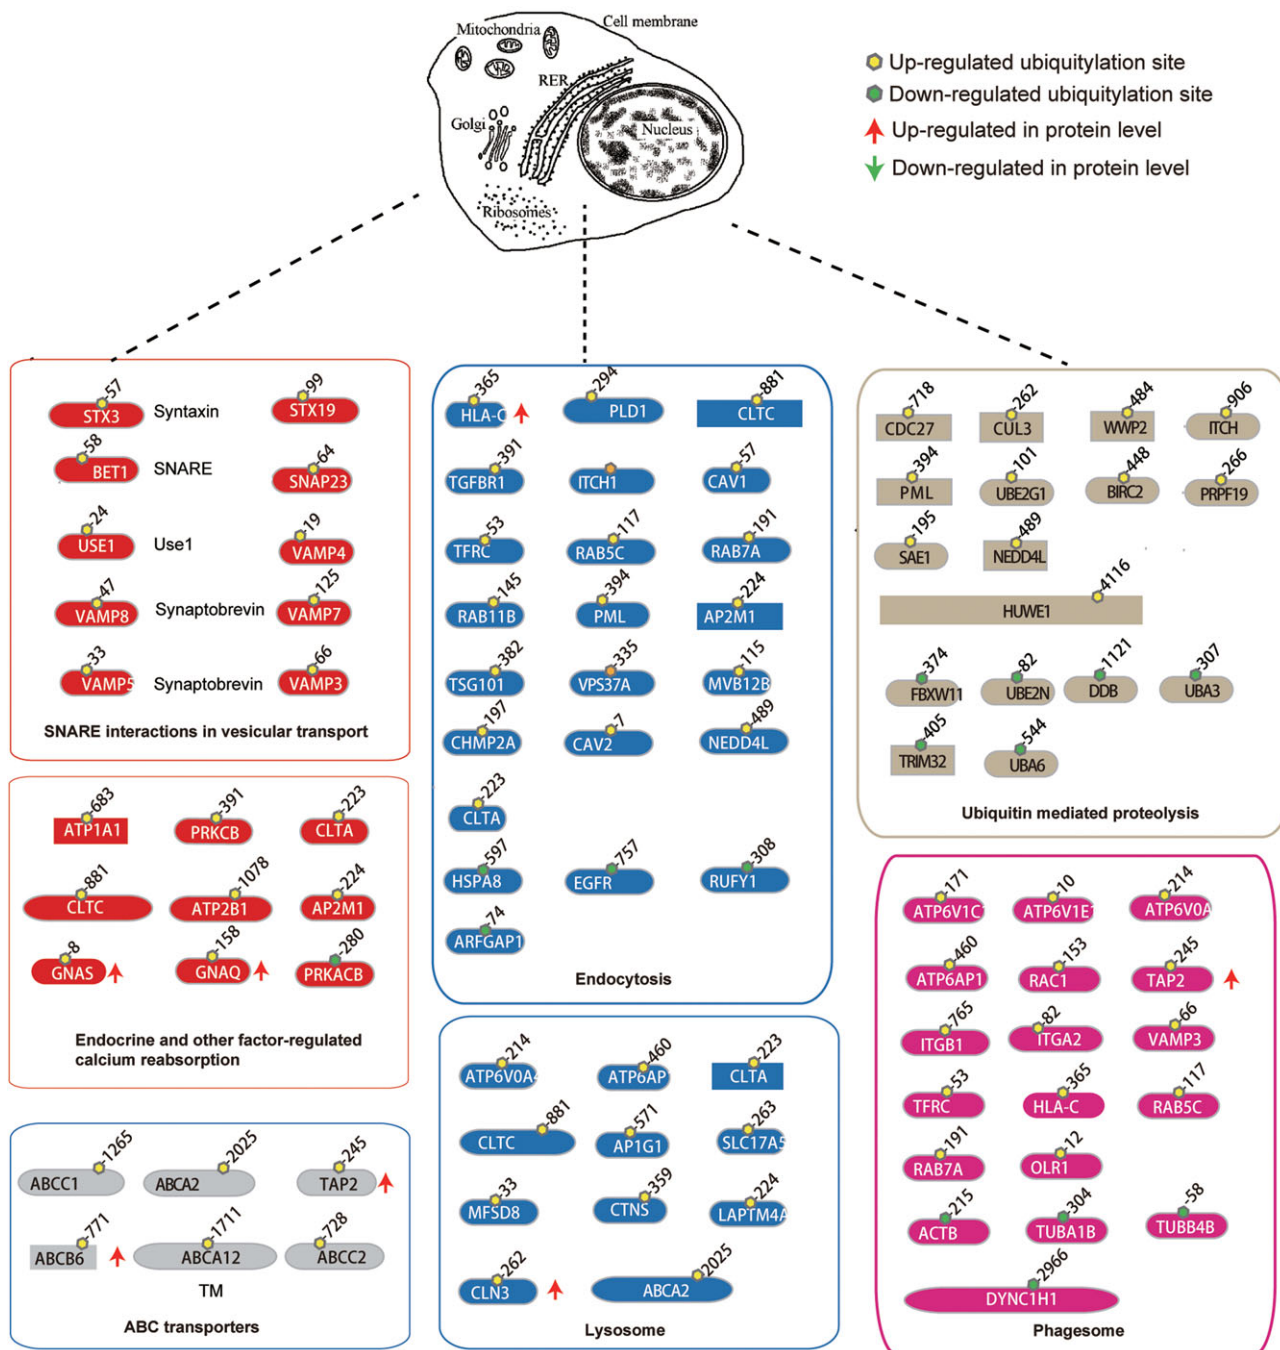 Cell membrane
Mitochondria
RER
Golgi
Nucleus
Ribosomes
Up-regulated ubiquitylation site
Down-regulated ubiquitylation site
Up-regulated in protein level
Down-regulated in protein level
-57 -99
STX3 Syntaxin STX19
-58 -64
BET1 SNARE SNAP23
-24 -19
USE1 Use1 VAMP4
-47 -125
VAMP8 Synaptobrevin VAMP7
-33 -66
VAMP5 Synaptobrevin VAMP3
SNARE interactions in vesicular transport
-683 -391 -223
ATP1A1 PRKCB CLTA
-881 -1078 -224
CLTC ATP2B1 AP2M1
-8 -158 -280
GNAS GNAQ PRKACB
Endocrine and other factor-regulated
calcium reabsorption
-1265 -2025 -245
ABCC1 ABCA2 TAP2
-771 -1711 -728
ABCB6 ABCA12 ABCC2
TM
ABC transporters
-365 -294 -881
HLA-C PLD1 CLTC
-391 -57
TGFBR1 ITCH1 CAV1
-53 -117 -191
TFRC RAB5C RAB7A
-145 -394 -224
RAB11B PML AP2M1
-382 -335 -115
TSG101 VPS37A MVB12B
-197 -7 -489
CHMP2A CAV2 NEDD4L
-223
CLTA
-597 -757 -308
HSPA8 EGFR RUFY1
-74
ARFGAP1
Endocytosis
-214 -460 -223
ATP6V0A4 ATP6AP1 CLTA
-881 -571 -263
CLTC AP1G1 SLC17A5
-33 -359 -224
MFSD8 CTNS LAPTM4A
-262 -2025
CLN3 ABCA2
Lysosome
-718 -262 -484 -906
CDC27 CUL3 WWP2 ITCH
-394 -101 -448 -266
PML UBE2G1 BIRC2 PRPF19
-195 -489
SAE1 NEDD4L
-4116
HUWE1
-374 -82 -1121 -307
FBXW11 UBE2N DDB UBA3
-405 -544
TRIM32 UBA6
Ubiquitin mediated proteolysis
-171 -10 -214
ATP6V1C1 ATP6V1E1 ATP6V0A
-460 -153 -245
ATP6AP1 RAC1 TAP2
-765 -82 -66
ITGB1 ITGA2 VAMP3
-53 -365 -117
TFRC HLA-C RAB5C
-191 -12
RAB7A OLR1
-215 -304 -58
ACTB TUBA1B TUBB4B
-2966
DYNC1H1
Phagesome